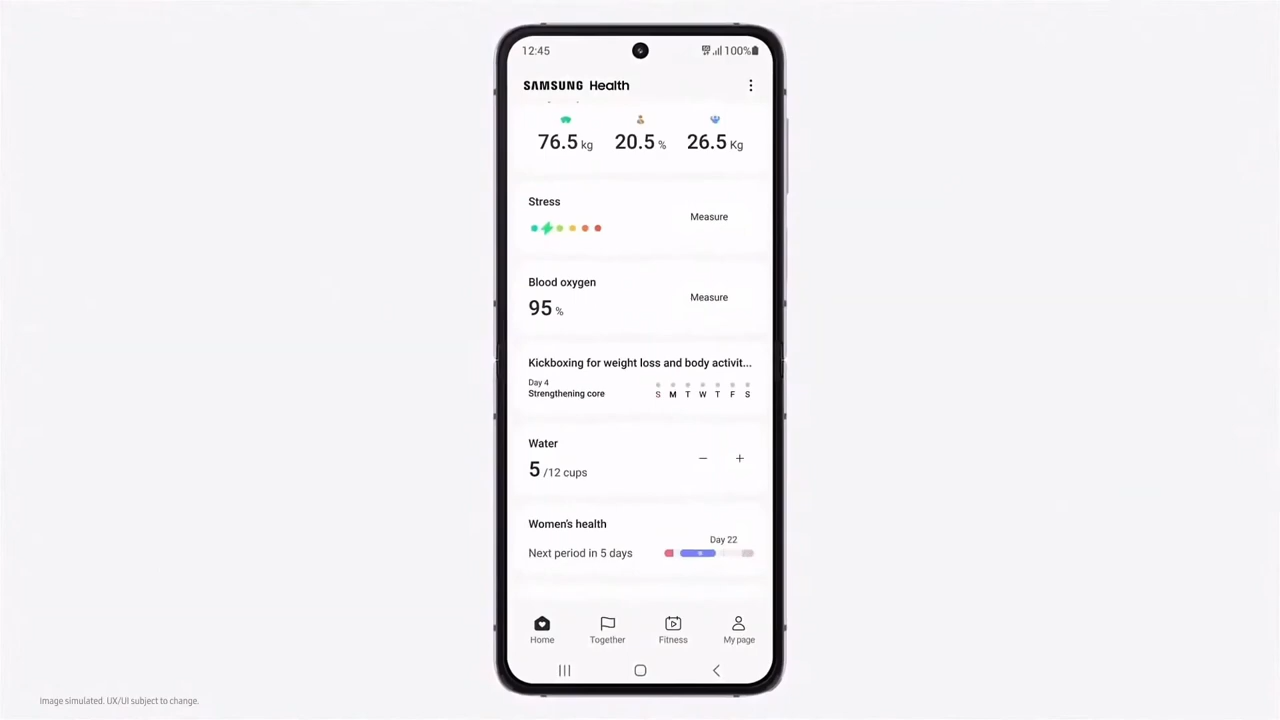 12:45
100%
SAMSUNG Health
76.5 kg
20.5 %
26.5 Kg
Stress
Measure
Blood oxygen
95 %
Measure
Kickboxing for weight loss and body activit...
Day 4
Strengthening core
S M T W T F S
Water
5 /12 cups
− +
Women's health
Day 22
Next period in 5 days
Home
Together
Fitness
My page
Image simulated. UX/UI subject to change.